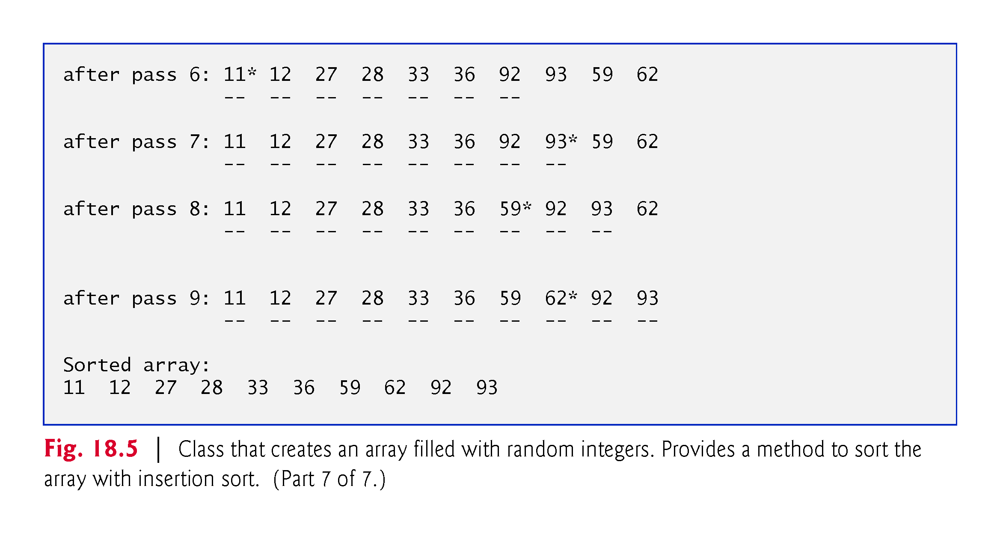 after pass 6: 11* 12  27  28  33  36  92  93  59  62
              --  --  --  --  --  --  --
after pass 7: 11  12  27  28  33  36  92  93* 59  62
              --  --  --  --  --  --  --  --
after pass 8: 11  12  27  28  33  36  59* 92  93  62
              --  --  --  --  --  --  --  --  --
after pass 9: 11  12  27  28  33  36  59  62* 92  93
              --  --  --  --  --  --  --  --  --  --
Sorted array:
11  12  27  28  33  36  59  62  92  93
Fig. 18.5 | Class that creates an array filled with random integers. Provides a method to sort the
array with insertion sort. (Part 7 of 7.)